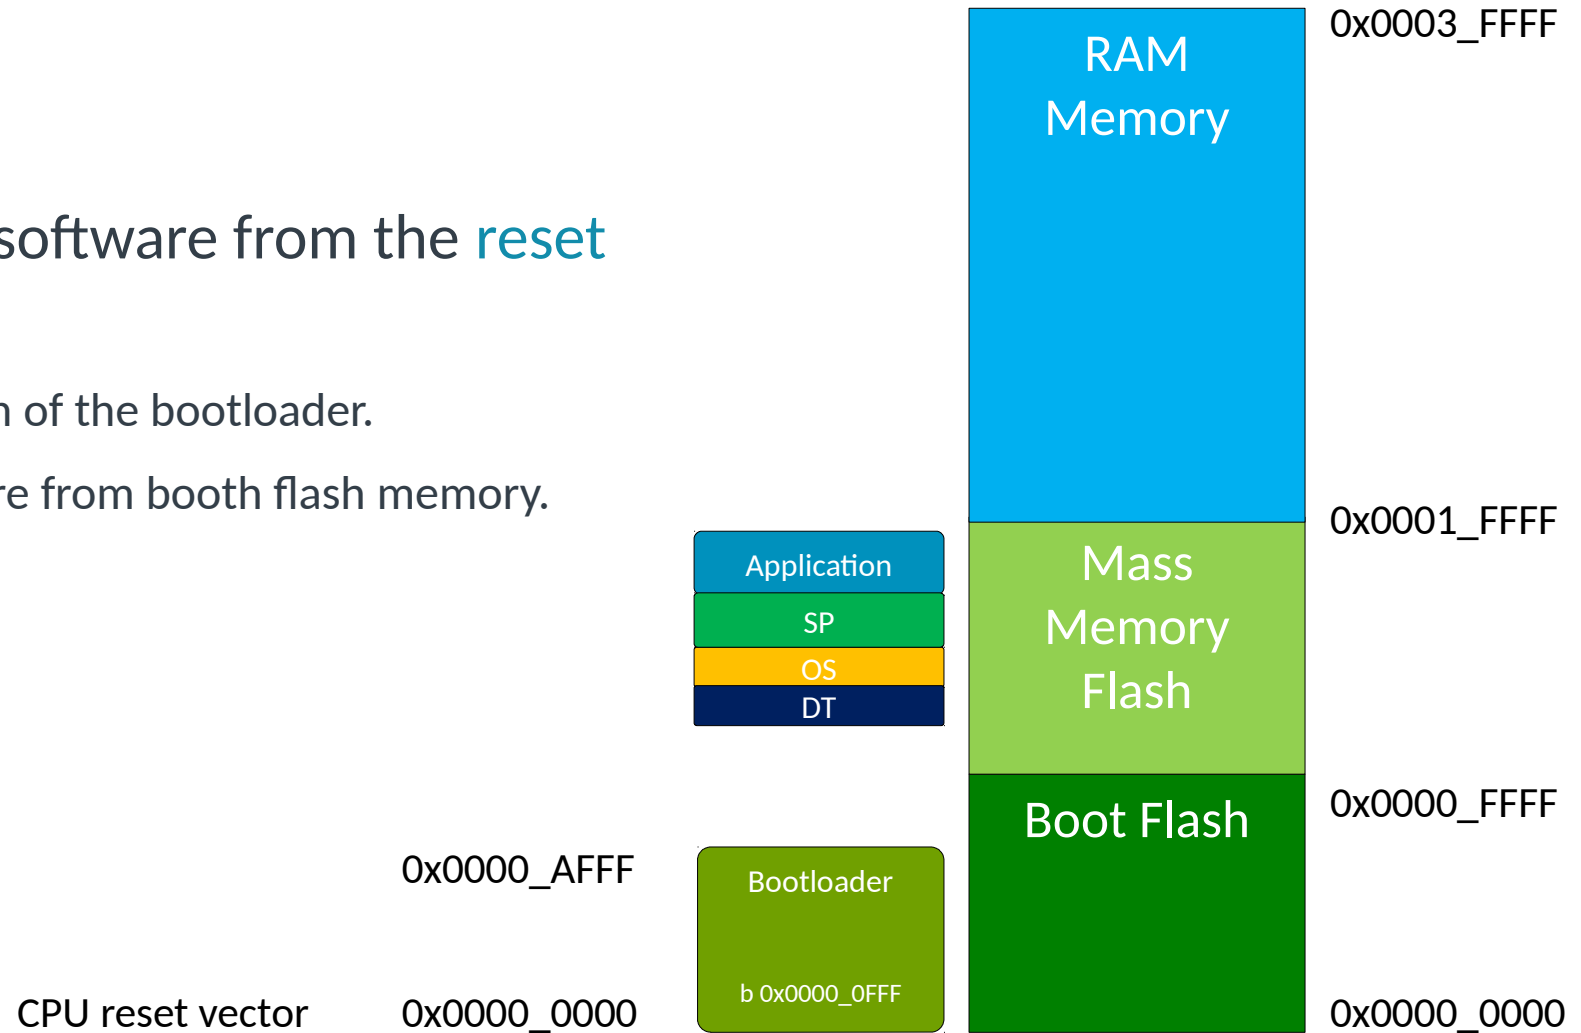 0x0003_FFFF
RAM
Memory
software from the reset
n of the bootloader.
re from booth flash memory.
0x0001_FFFF
Application
SP
OS
DT
Mass
Memory
Flash
0x0000_FFFF
Boot Flash
0x0000_AFFF
Bootloader
b 0x0000_0FFF
CPU reset vector
0x0000_0000
0x0000_0000